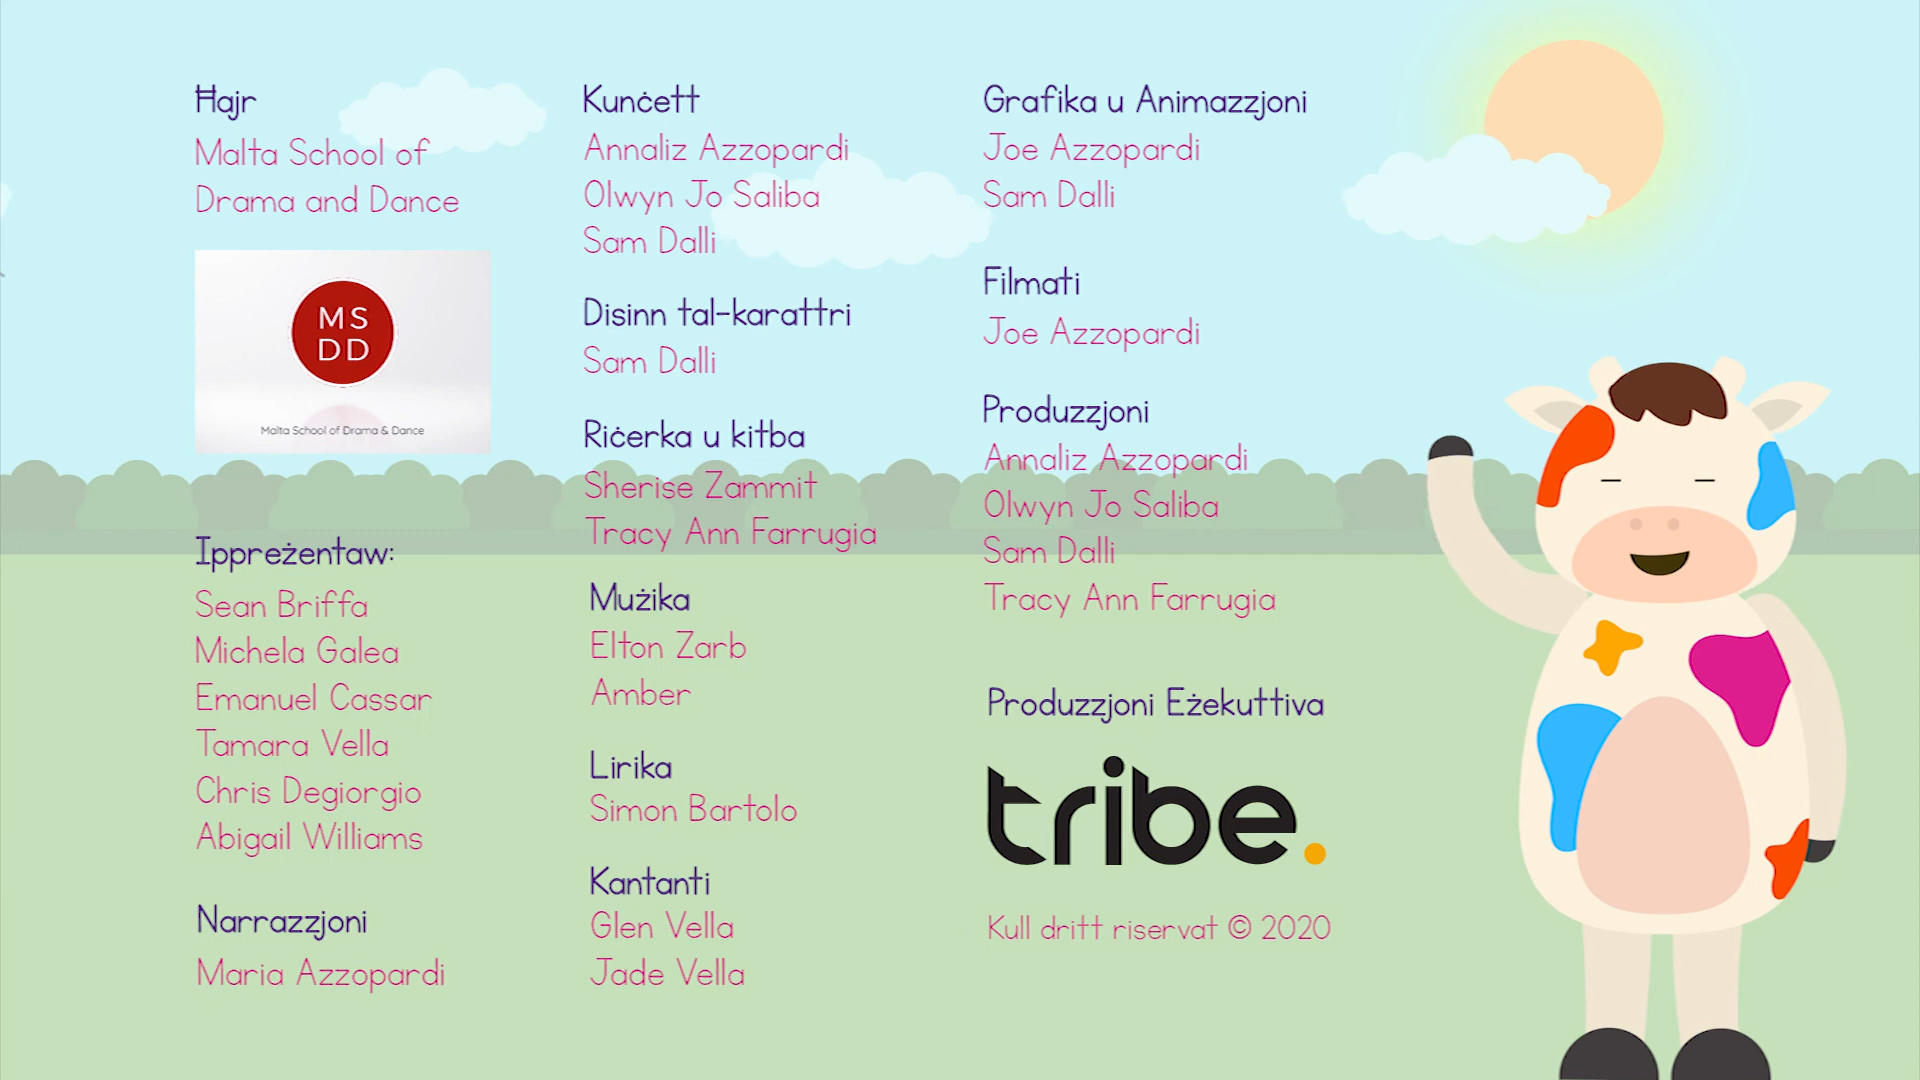 Ħajr
Malta School of
Drama and Dance
MS
DD
Malta School of Drama & Dance
Ippreżentaw:
Sean Briffa
Michela Galea
Emanuel Cassar
Tamara Vella
Chris Degiorgio
Abigail Williams
Narrazzjoni
Maria Azzopardi
Kunċett
Annaliz Azzopardi
Olwyn Jo Saliba
Sam Dalli
Disinn tal-karattri
Sam Dalli
Riċerka u kitba
Sherise Zammit
Tracy Ann Farrugia
Mużika
Elton Zarb
Amber
Lirika
Simon Bartolo
Kantanti
Glen Vella
Jade Vella
Grafika u Animazzjoni
Joe Azzopardi
Sam Dalli
Filmati
Joe Azzopardi
Produzzjoni
Annaliz Azzopardi
Olwyn Jo Saliba
Sam Dalli
Tracy Ann Farrugia
Produzzjoni Eżekuttiva
tribe.
Kull dritt riservat © 2020